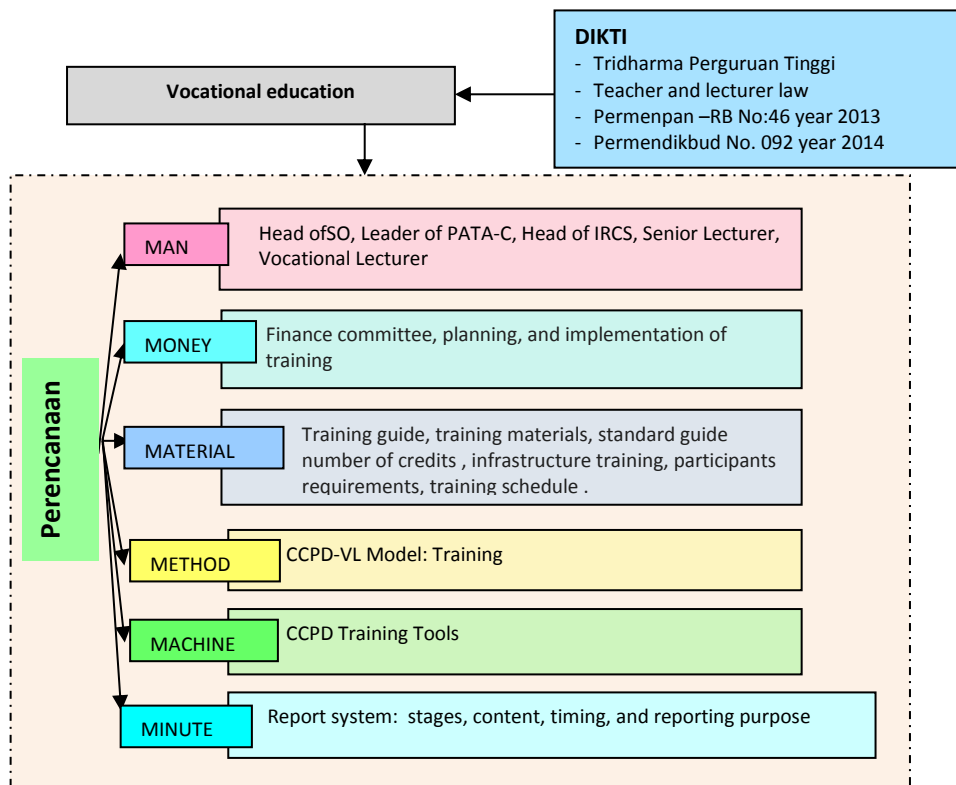 DIKTI
- Tridharma Perguruan Tinggi
- Teacher and lecturer law
- Permenpan –RB No:46 year 2013
- Permendikbud No. 092 year 2014
Vocational education
Perencanaan
MAN
Head ofSO, Leader of PATA-C, Head of IRCS, Senior Lecturer,
Vocational Lecturer
MONEY
Finance committee, planning, and implementation of
training
MATERIAL
Training guide, training materials, standard guide
number of credits , infrastructure training, participants
requirements, training schedule .
METHOD
CCPD-VL Model: Training
MACHINE
CCPD Training Tools
MINUTE
Report system: stages, content, timing, and reporting purpose